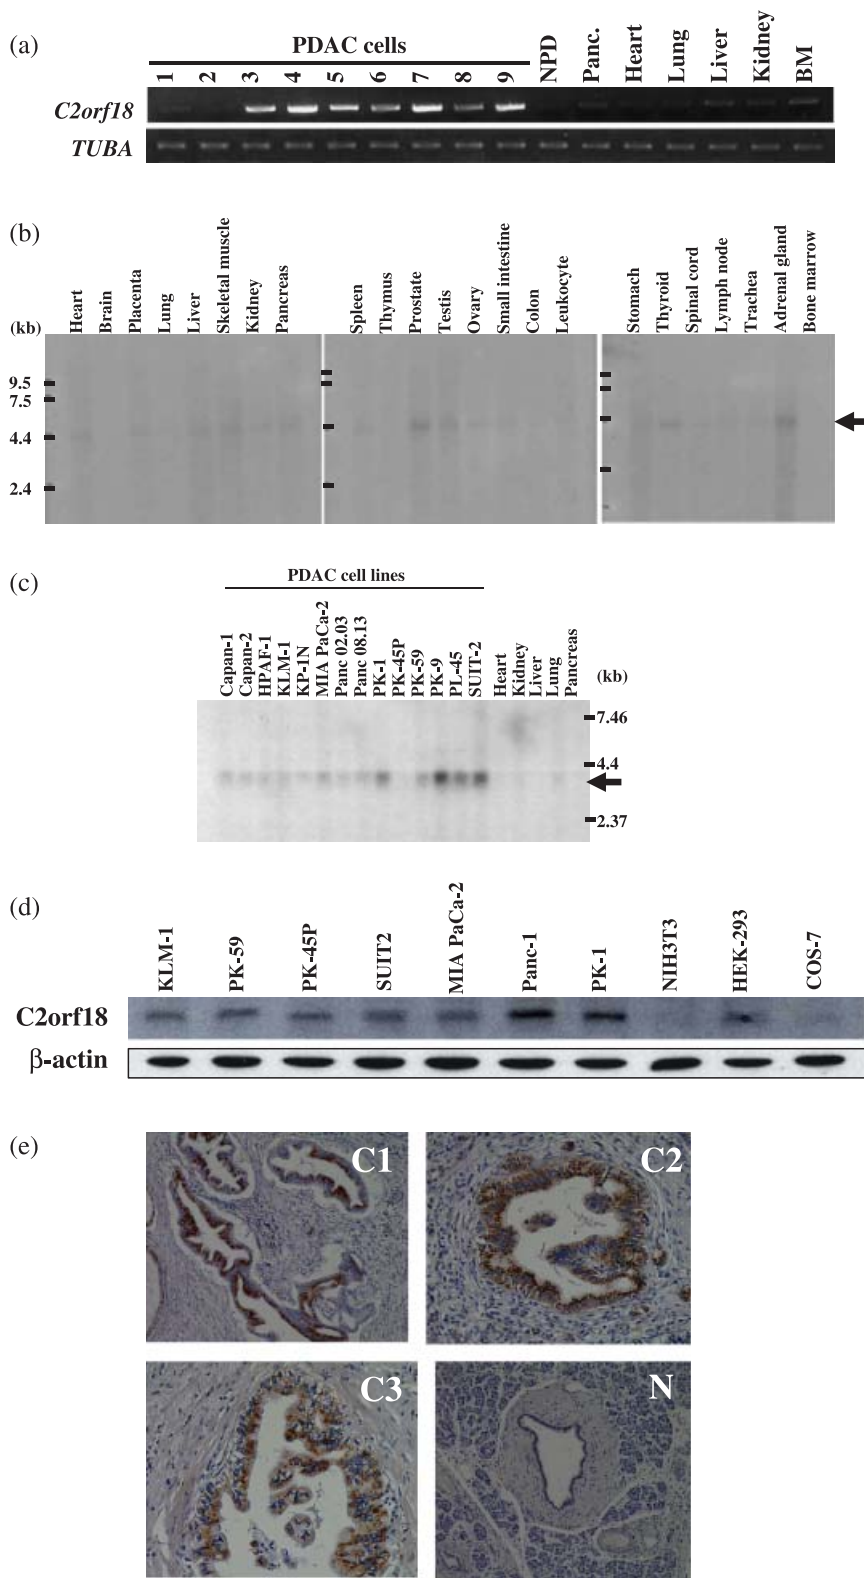 (a)
PDAC cells
1 2 3 4 5 6 7 8 9 NPD Panc. Heart Lung Liver Kidney BM
C2orf18
TUBA
(b)
(kb) Heart Brain Placenta Lung Liver Skeletal muscle Kidney Pancreas Spleen Thymus Prostate Testis Ovary Small intestine Colon Leukocyte Stomach Thyroid Spinal cord Lymph node Trachea Adrenal gland Bone marrow
9.5
7.5
4.4
2.4
(c)
PDAC cell lines
Capan-1 Capan-2 HPAF-1 KLM-1 KP-1N MIA PaCa-2 Panc 02.03 Panc 08.13 PK-1 PK-45P PK-59 PK-9 PL-45 SUIT-2 Heart Kidney Liver Lung Pancreas (kb)
7.46
4.4
2.37
(d)
KLM-1 PK-59 PK-45P SUIT2 MIA PaCa-2 Panc-1 PK-1 NIH3T3 HEK-293 COS-7
C2orf18
β-actin
(e)
C1 C2
C3 N